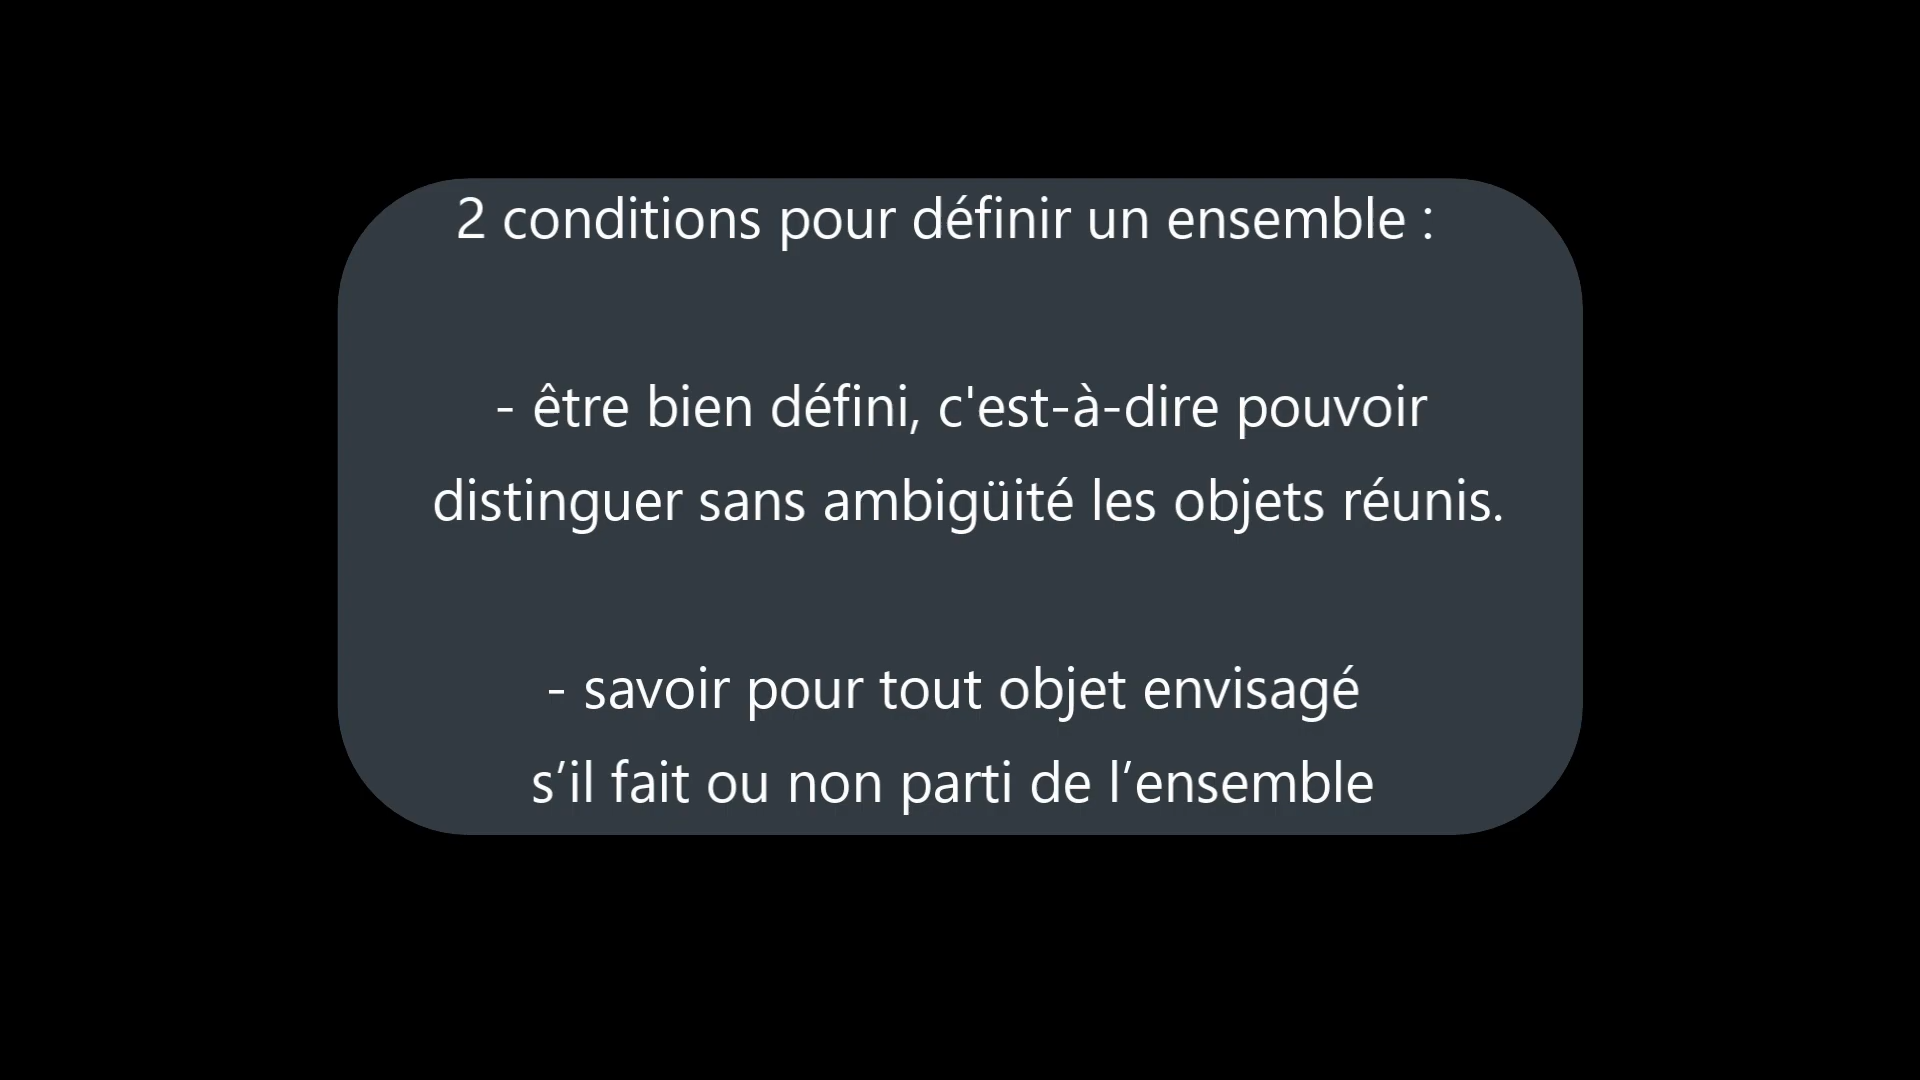 2 conditions pour définir un ensemble :
- être bien défini, c'est-à-dire pouvoir
distinguer sans ambigüité les objets réunis.
- savoir pour tout objet envisagé
s’il fait ou non parti de l’ensemble